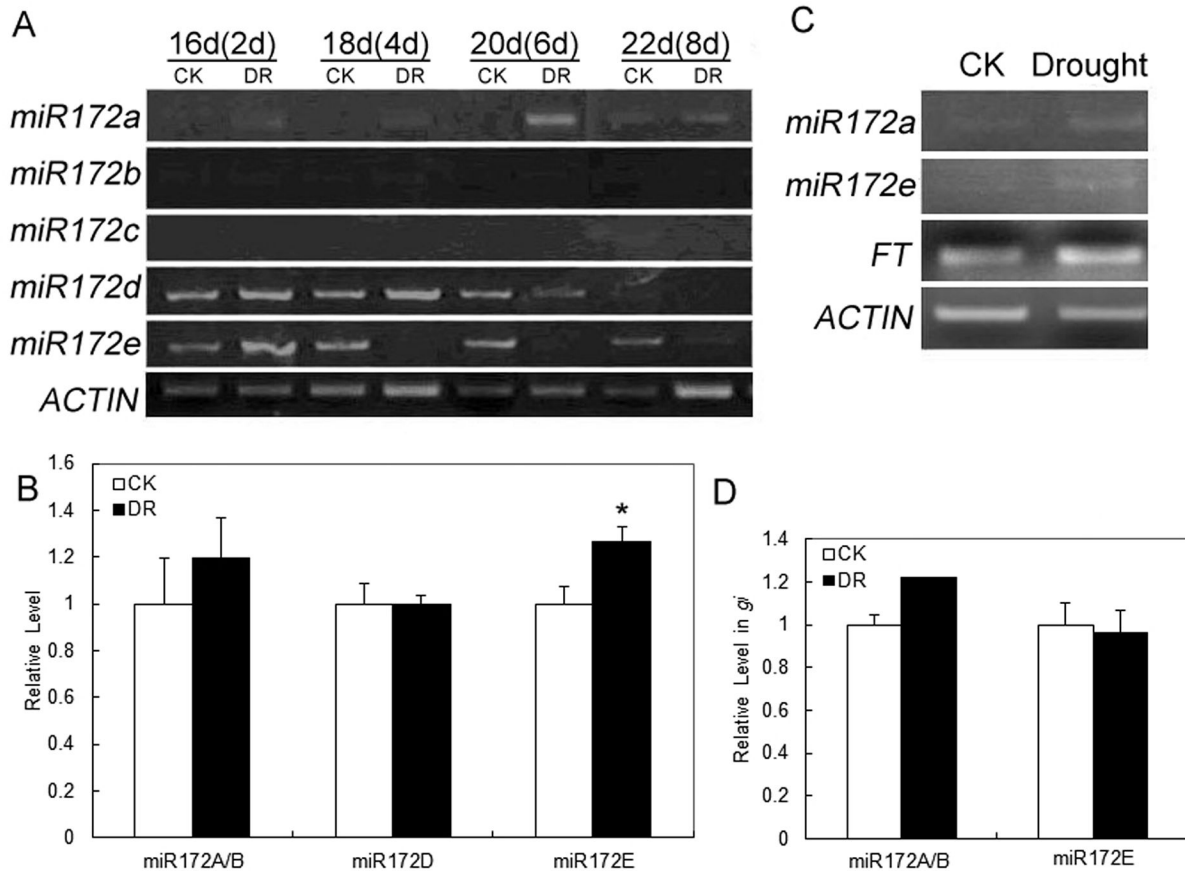 A
16d(2d) 18d(4d) 20d(6d) 22d(8d)
CK DR CK DR CK DR CK DR
miR172a
miR172b
miR172c
miR172d
miR172e
ACTIN
C
CK Drought
miR172a
miR172e
FT
ACTIN
B
CK
DR
*
Relative Level
1.6
1.4
1.2
1
0.8
0.6
0.4
0.2
0
miR172A/B miR172D miR172E
D
CK
DR
Relative Level in gi
1.4
1.2
1
0.8
0.6
0.4
0.2
0
miR172A/B miR172E